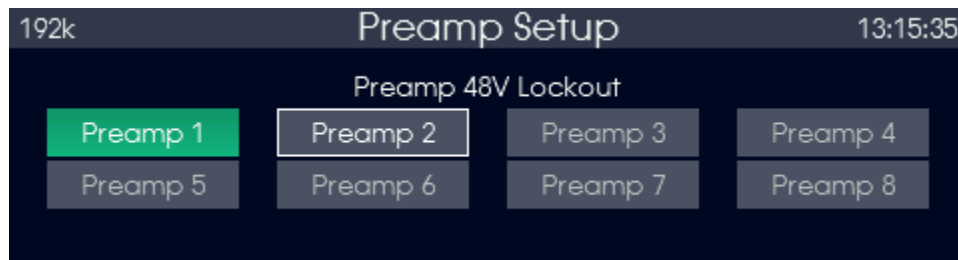 192k Preamp Setup 13:15:35
Preamp 48V Lockout
Preamp 1 Preamp 2 Preamp 3 Preamp 4
Preamp 5 Preamp 6 Preamp 7 Preamp 8